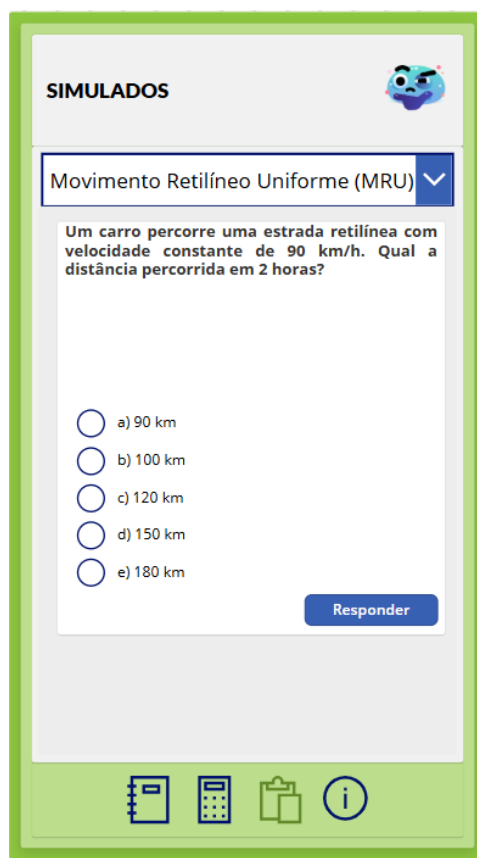 SIMULADOS
Movimento Retilíneo Uniforme (MRU)
Um carro percorre uma estrada retilínea com
velocidade constante de 90 km/h. Qual a
distância percorrida em 2 horas?
a) 90 km
b) 100 km
c) 120 km
d) 150 km
e) 180 km
Responder